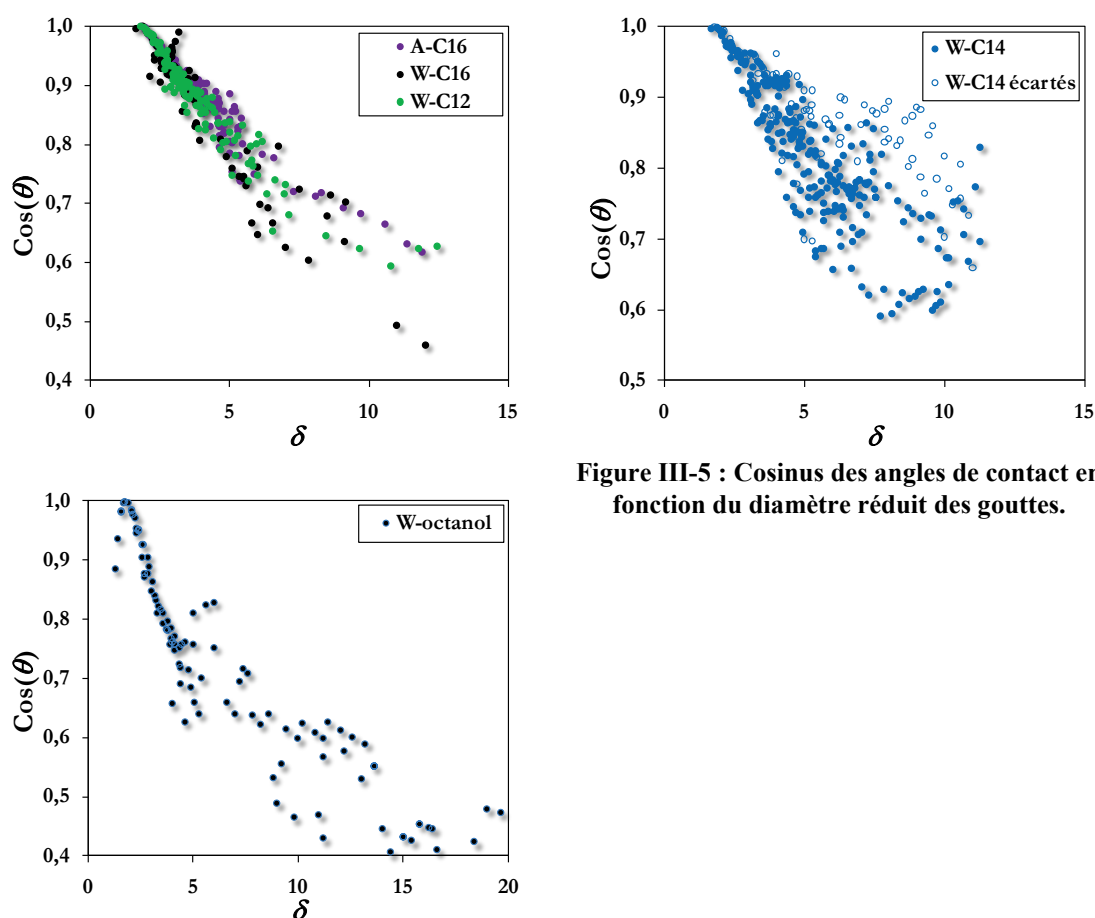 1,0
0,9
0,8
0,7
0,6
0,5
0,4
Cos(θ)
0 5 10 15
δ
A-C16
W-C16
W-C12
1,0
0,9
0,8
0,7
0,6
0,5
Cos(θ)
0 5 10 15
δ
W-C14
W-C14 écartés
Figure III-5 : Cosinus des angles de contact en
fonction du diamètre réduit des gouttes.
1,0
0,9
0,8
0,7
0,6
0,5
0,4
Cos(θ)
0 5 10 15 20
δ
W-octanol